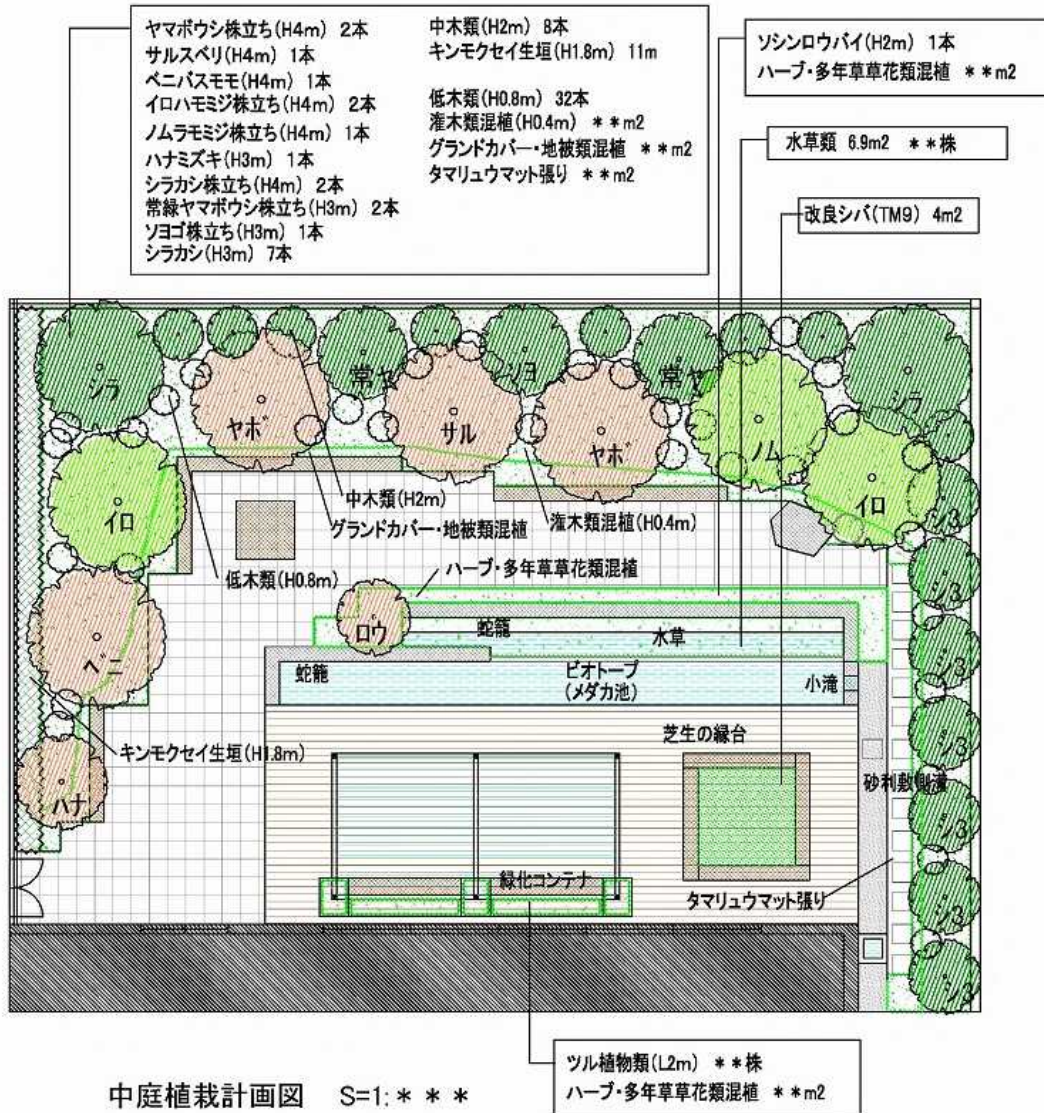 ヤマボウシ株立ち(H4m) 2本
サルスベリ(H4m) 1本
ベニバスモモ(H4m) 1本
イロハモミジ株立ち(H4m) 2本
ノムラモミジ株立ち(H4m) 1本
ハナミズキ(H3m) 1本
シラカシ株立ち(H4m) 2本
常緑ヤマボウシ株立ち(H3m) 2本
ソヨゴ株立ち(H3m) 1本
シラカシ(H3m) 7本
中木類(H2m) 8本
キンモクセイ生垣(H1.8m) 11m
低木類(H0.8m) 32本
潅木類混植(H0.4m) **m2
グランドカバー・地被類混植 **m2
タマリュウマット張り **m2
ソシンロウバイ(H2m) 1本
ハーブ・多年草草花類混植 **m2
水草類 6.9m2 **株
改良シバ(TM9) 4m2
シラ
ヤボ
常ヤ
サル
ソヨ
ヤボ
常ヤ
ノム
シラ
イロ
イロ
中木類(H2m)
グランドカバー・地被類混植
潅木類混植(H0.4m)
低木類(H0.8m)
ハーブ・多年草草花類混植
シ3
シ3
シ3
シ3
シ3
シ3
シ3
ベニ
ロウ
蛇籠
水草
蛇籠
ビオトープ
(メダカ池)
小滝
キンモクセイ生垣(H1.8m)
ハナ
芝生の縁台
砂利敷側溝
緑化コンテナ
タマリュウマット張り
ツル植物類(L2m) **株
ハーブ・多年草草花類混植 **m2
中庭植栽計画図 S=1:***